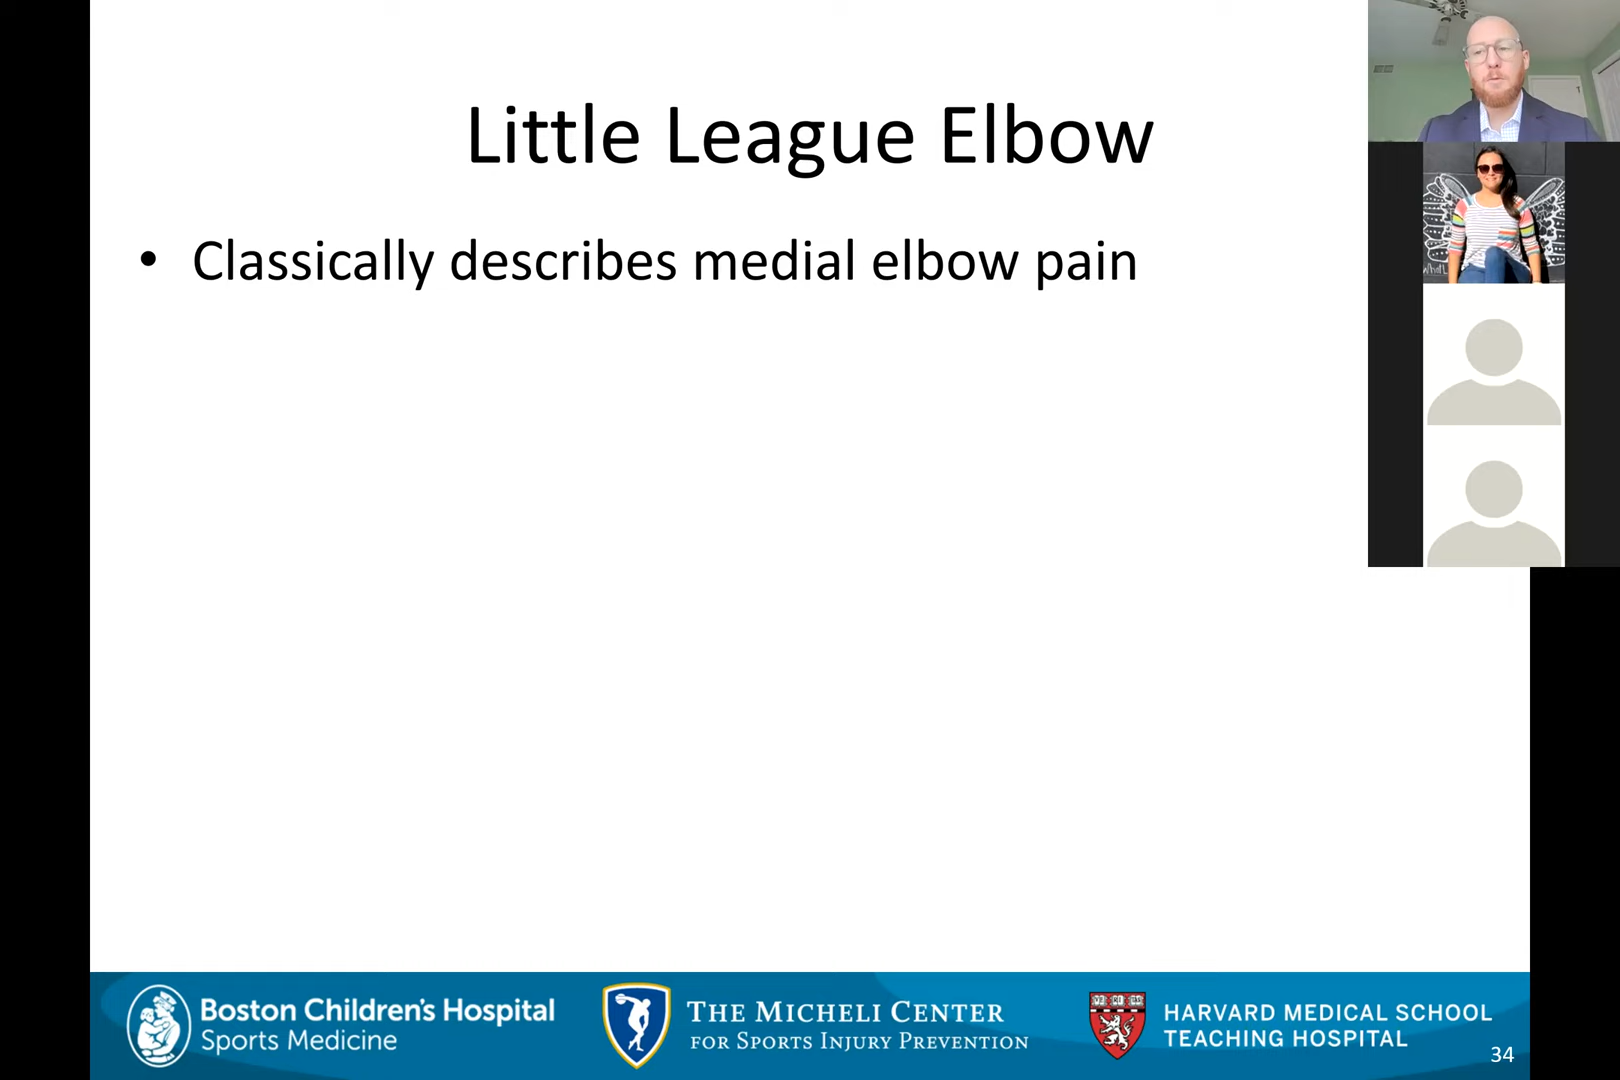 Little League Elbow
• Classically describes medial elbow pain
Boston Children's Hospital
Sports Medicine
THE MICHELI CENTER
FOR SPORTS INJURY PREVENTION
HARVARD MEDICAL SCHOOL
TEACHING HOSPITAL
34